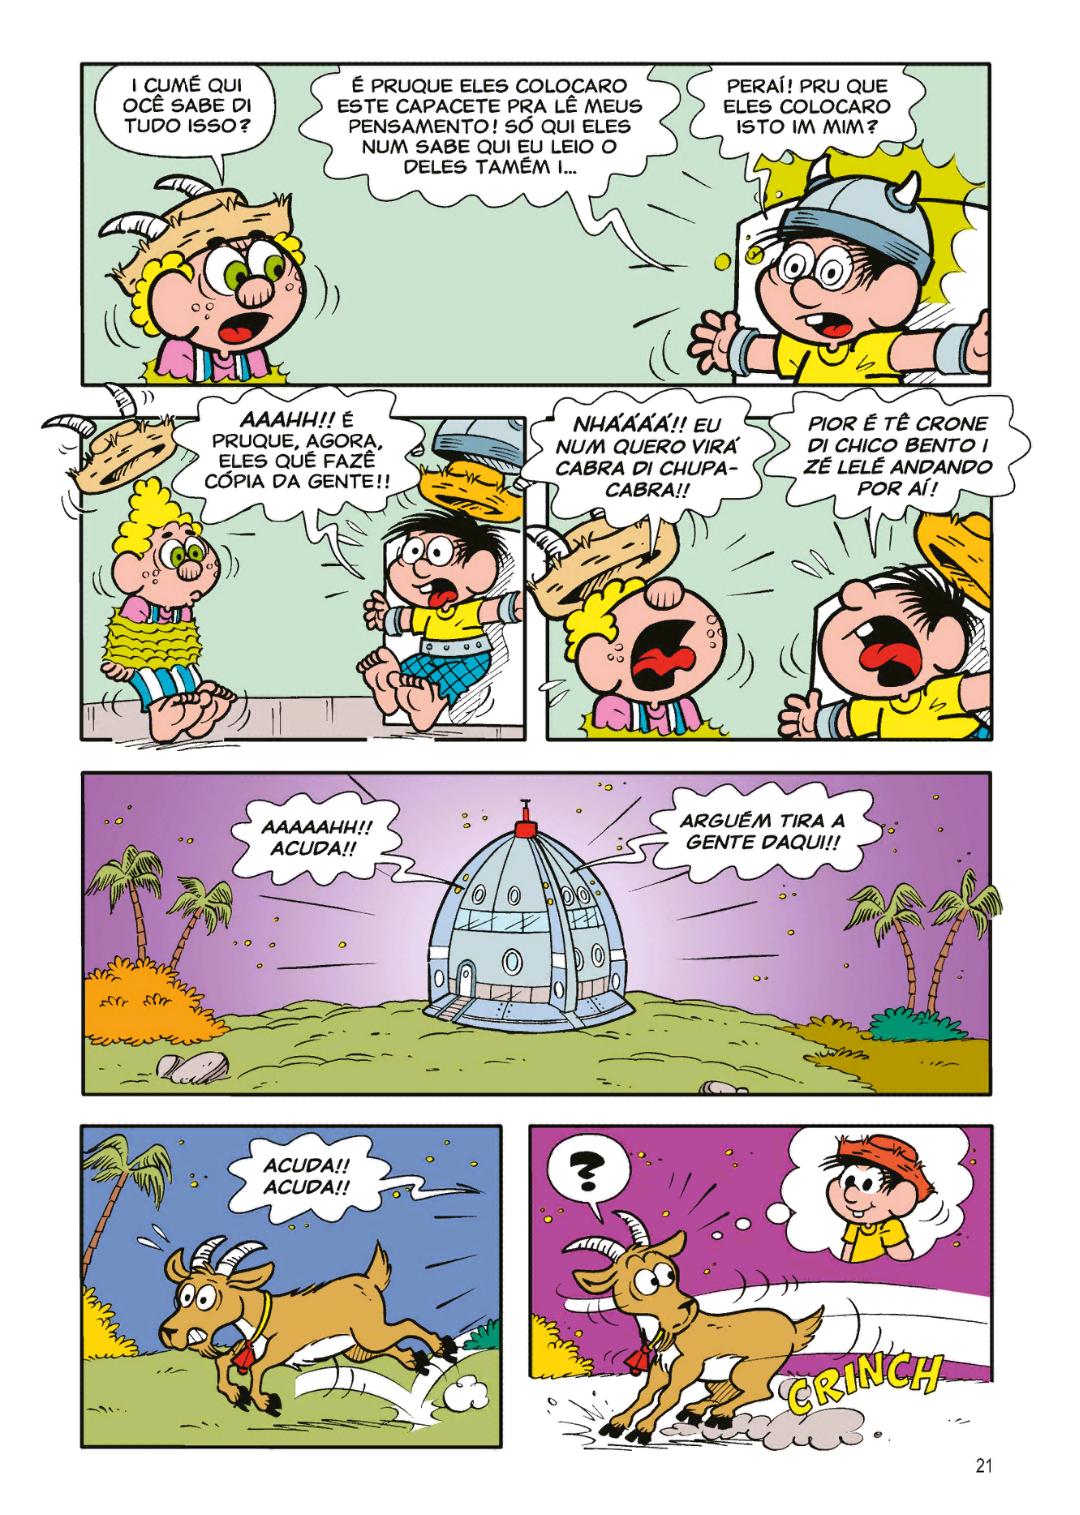 I CUMÉ QUI
OCÊ SABE DI
TUDO ISSO?
É PRUQUE ELES COLOCARO
ESTE CAPACETE PRA LÊ MEUS
PENSAMENTO! SÓ QUI ELES
NUM SABE QUI EU LEIO O
DELES TAMÉM I...
PERAÍ! PRU QUE
ELES COLOCARO
ISTO IM MIM?
AAAHH!! É
PRUQUE, AGORA,
ELES QUÉ FAZÊ
CÓPIA DA GENTE!!
NHÁÁÁÁ!! EU
NUM QUERO VIRÁ
CABRA DI CHUPA-
CABRA!!
PIOR É TÊ CRONE
DI CHICO BENTO I
ZÉ LELÉ ANDANDO
POR AÍ!
AAAAAHH!!
ACUDA!!
ARGUÉM TIRA A
GENTE DAQUI!!
ACUDA!!
ACUDA!!
?
CRINCH
21